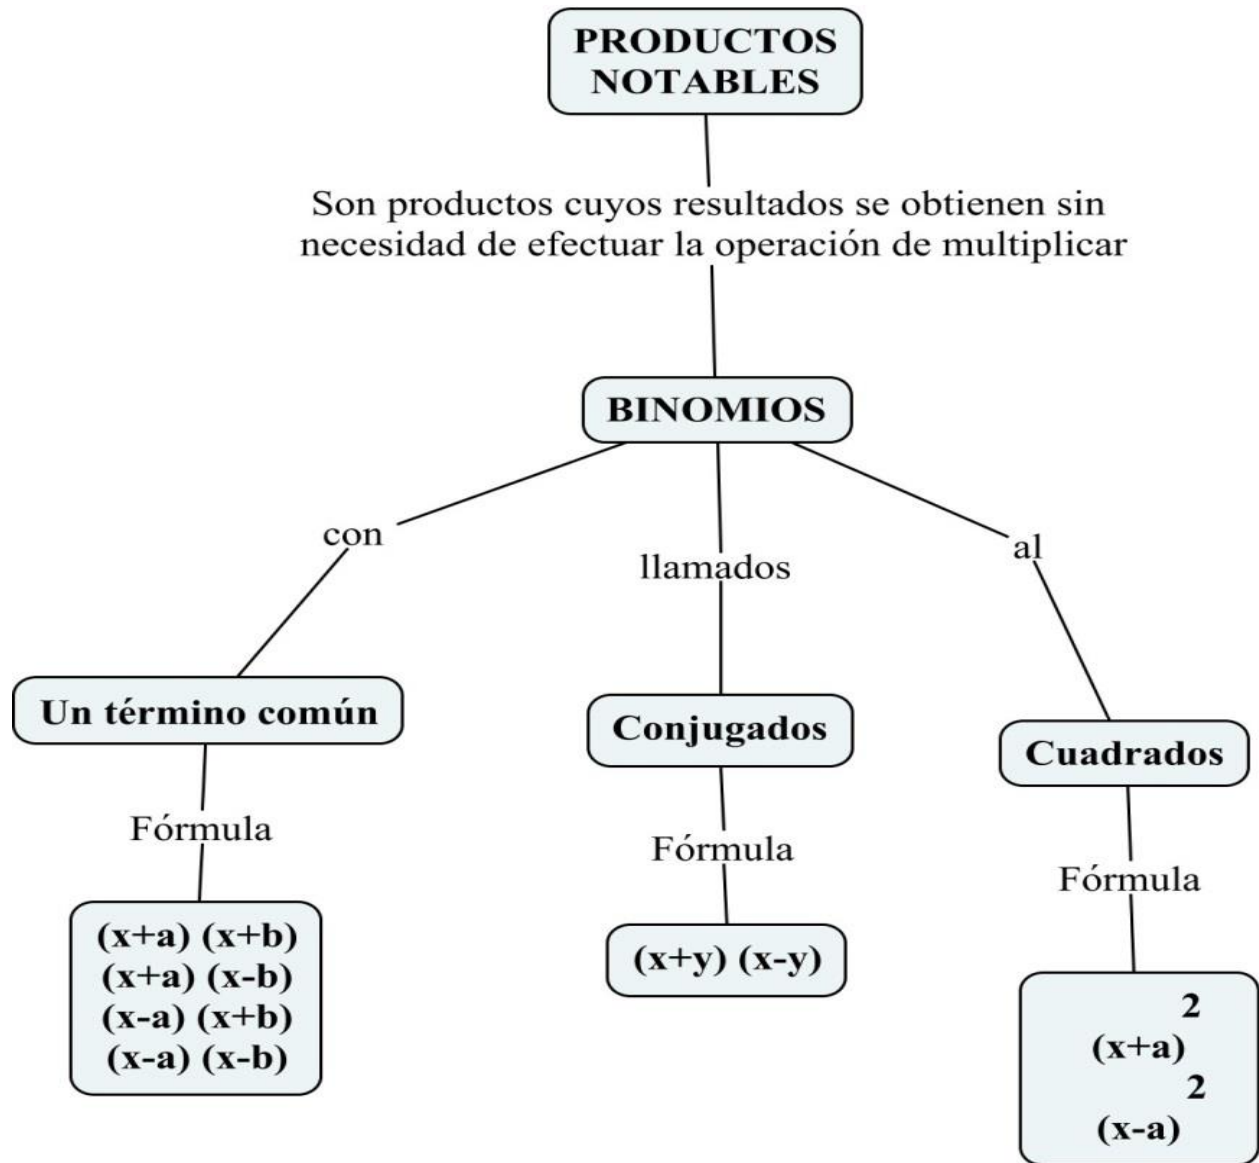 PRODUCTOS
NOTABLES
Son productos cuyos resultados se obtienen sin
necesidad de efectuar la operación de multiplicar
BINOMIOS
con
llamados
al
Un término común
Conjugados
Cuadrados
Fórmula
Fórmula
Fórmula
(x+a) (x+b)
(x+a) (x-b)
(x-a) (x+b)
(x-a) (x-b)
(x+y) (x-y)
2
(x+a)
2
(x-a)